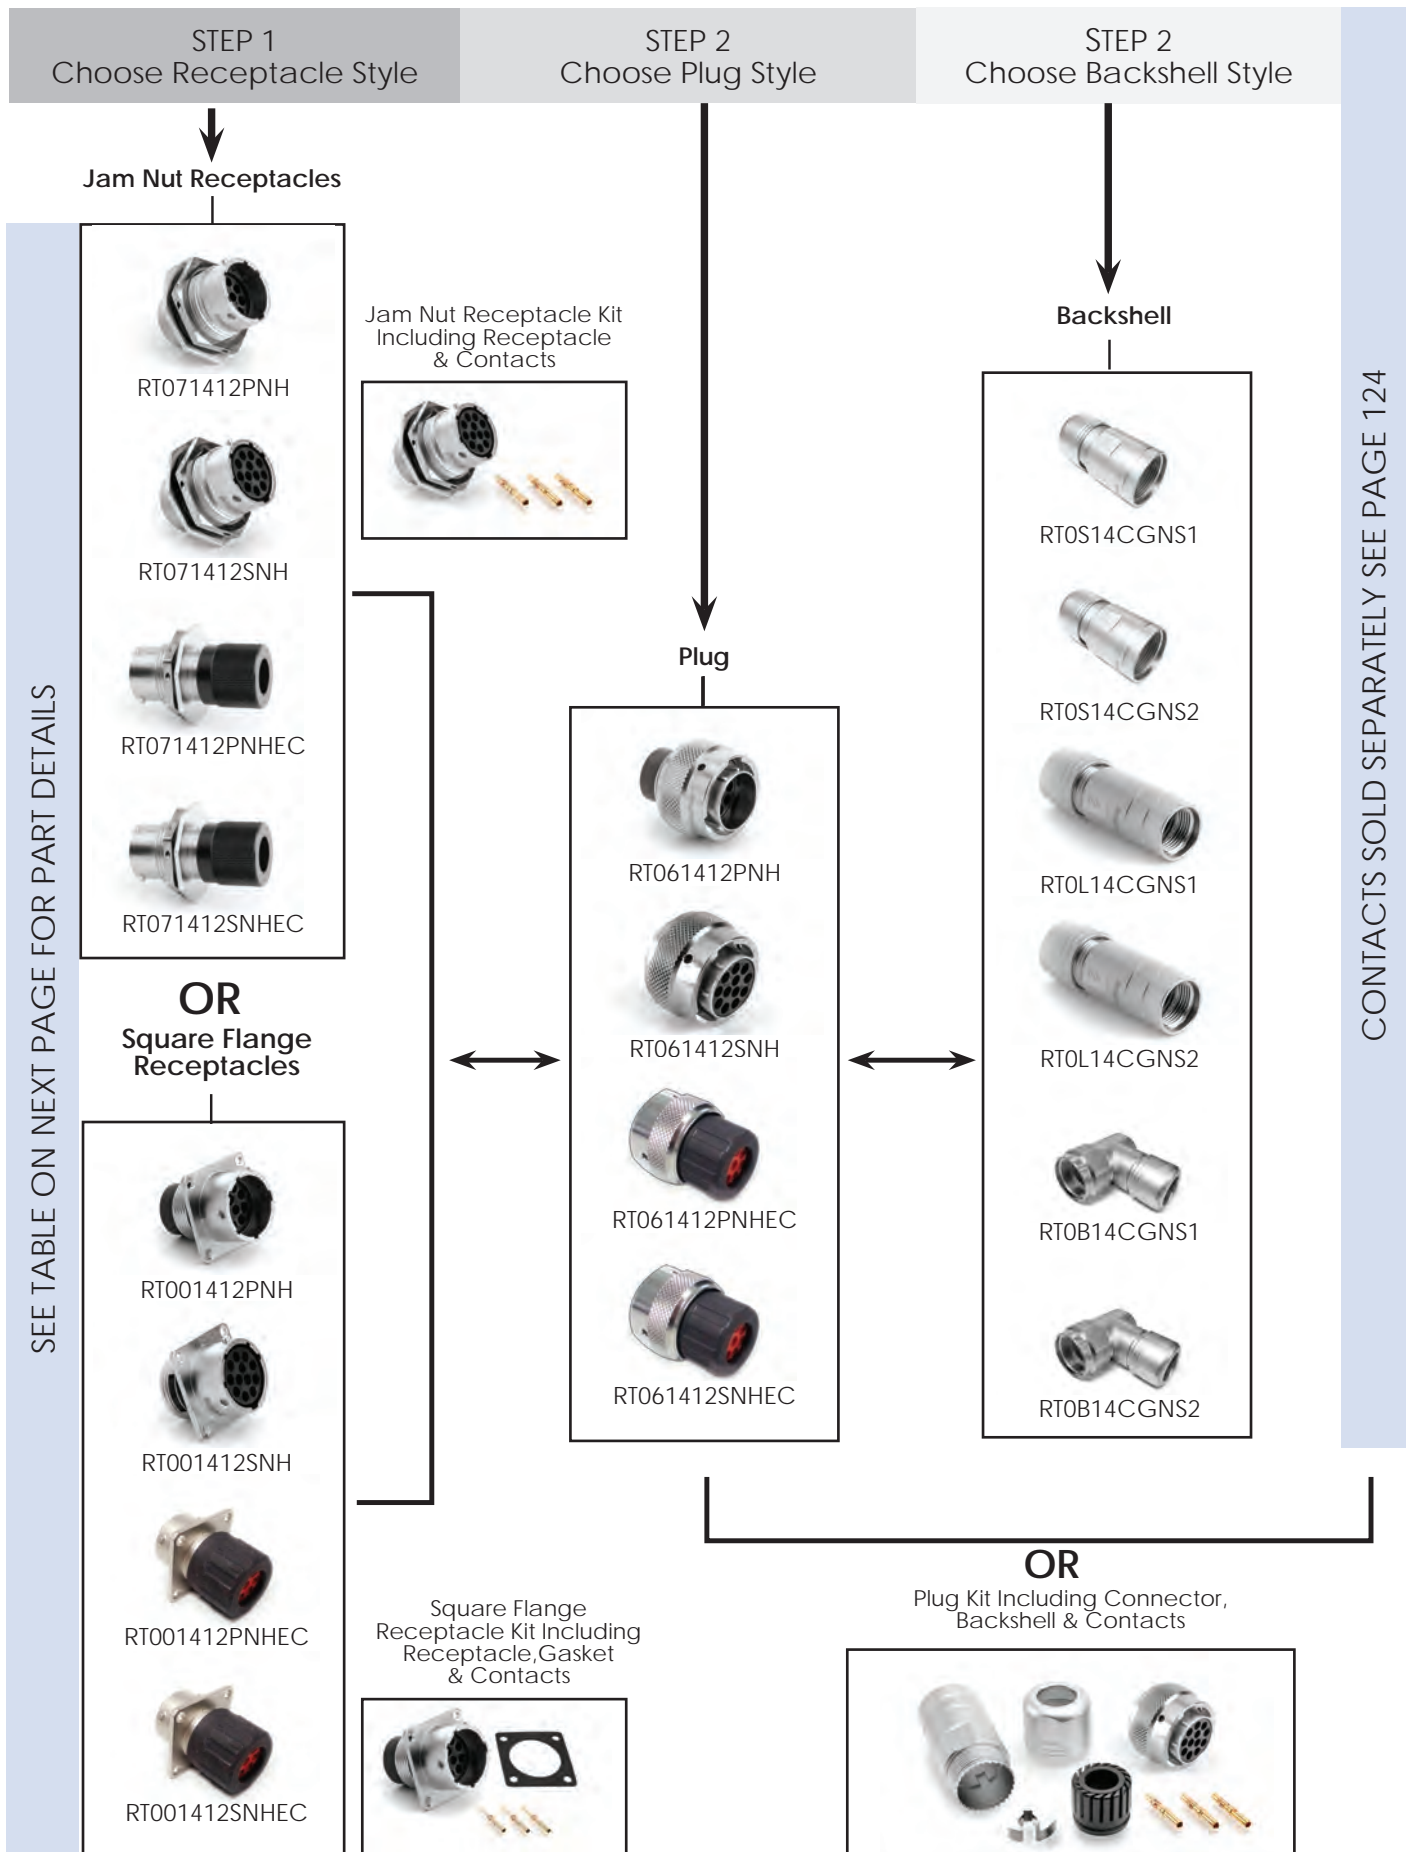 STEP 1
Choose Receptacle Style
STEP 2
Choose Plug Style
STEP 2
Choose Backshell Style
Jam Nut Receptacles
RT071412PNH
RT071412SNH
RT071412PNHEC
RT071412SNHEC
Jam Nut Receptacle Kit
Including Receptacle
& Contacts
OR
Square Flange
Receptacles
RT001412PNH
RT001412SNH
RT001412PNHEC
RT001412SNHEC
Square Flange
Receptacle Kit Including
Receptacle,Gasket
& Contacts
Plug
RT061412PNH
RT061412SNH
RT061412PNHEC
RT061412SNHEC
Backshell
RT0S14CGNS1
RT0S14CGNS2
RT0L14CGNS1
RT0L14CGNS2
RT0B14CGNS1
RT0B14CGNS2
OR
Plug Kit Including Connector,
Backshell & Contacts
SEE TABLE ON NEXT PAGE FOR PART DETAILS
CONTACTS SOLD SEPARATELY SEE PAGE 124